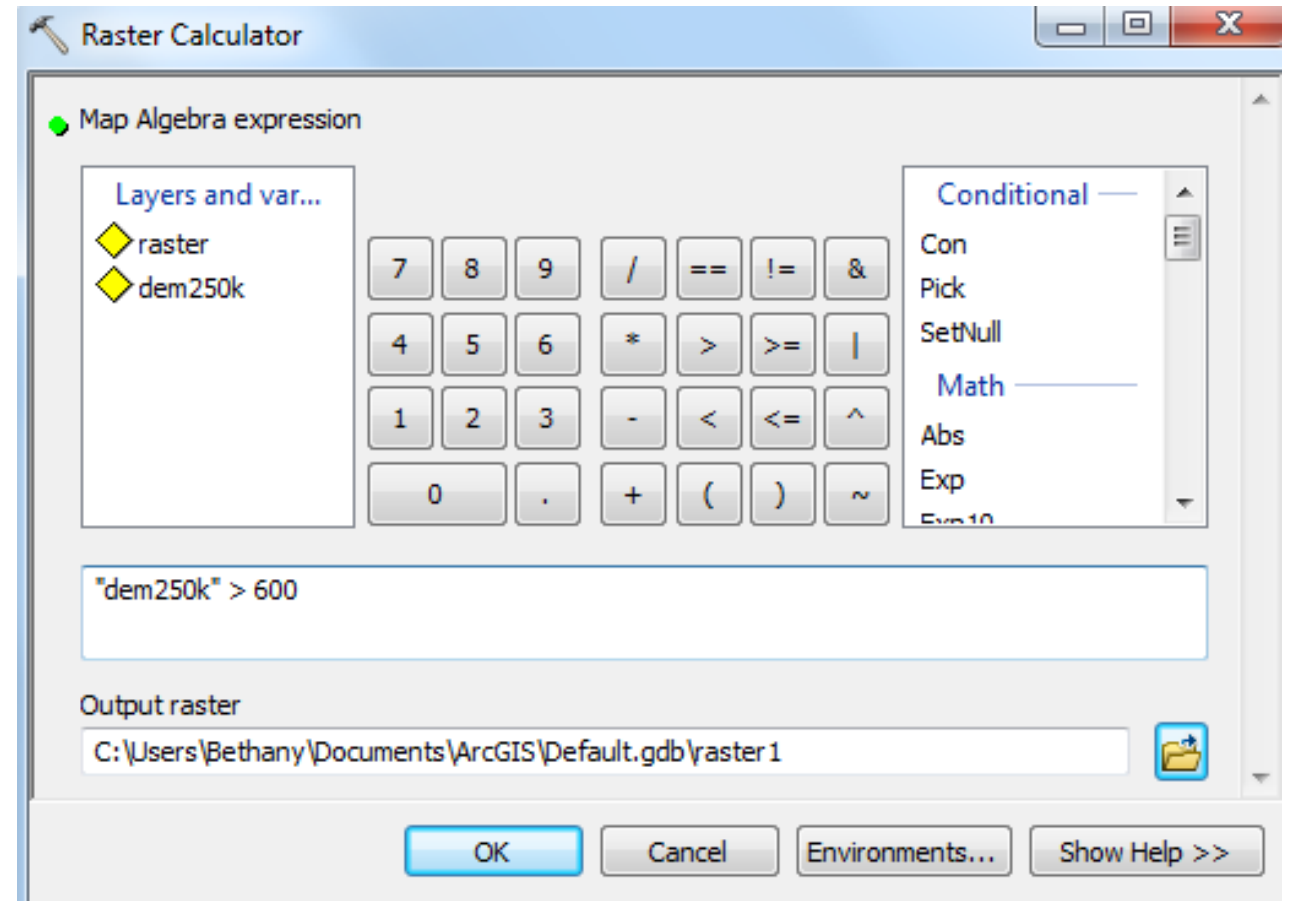 Raster Calculator
Map Algebra expression
Layers and var...
raster
dem250k
7 8 9 / == != &
4 5 6 * > >= |
1 2 3 - < <= ^
0 . + ( ) ~
Conditional
Con
Pick
SetNull
Math
Abs
Exp
Exp10
"dem250k" > 600
Output raster
C:\Users\Bethany\Documents\ArcGIS\Default.gdb\raster1
OK Cancel Environments... Show Help >>